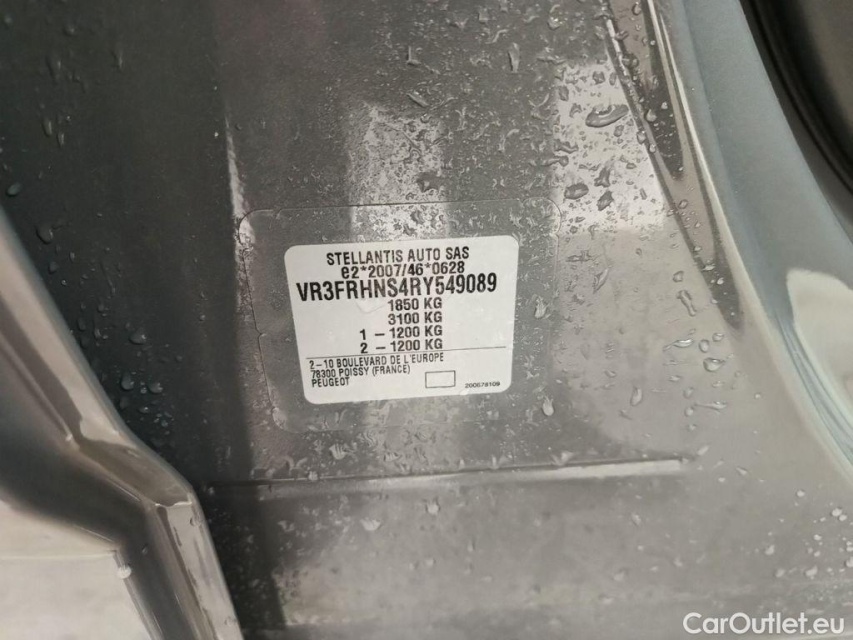 STELLANTIS AUTO SAS
e2*2007/46*0628
VR3FRHNS4RY549089
1850 KG
3100 KG
1 – 1200 KG
2 – 1200 KG
2–10 BOULEVARD DE L'EUROPE
78300 POISSY (FRANCE)
PEUGEOT
200678109
CarOutlet.eu